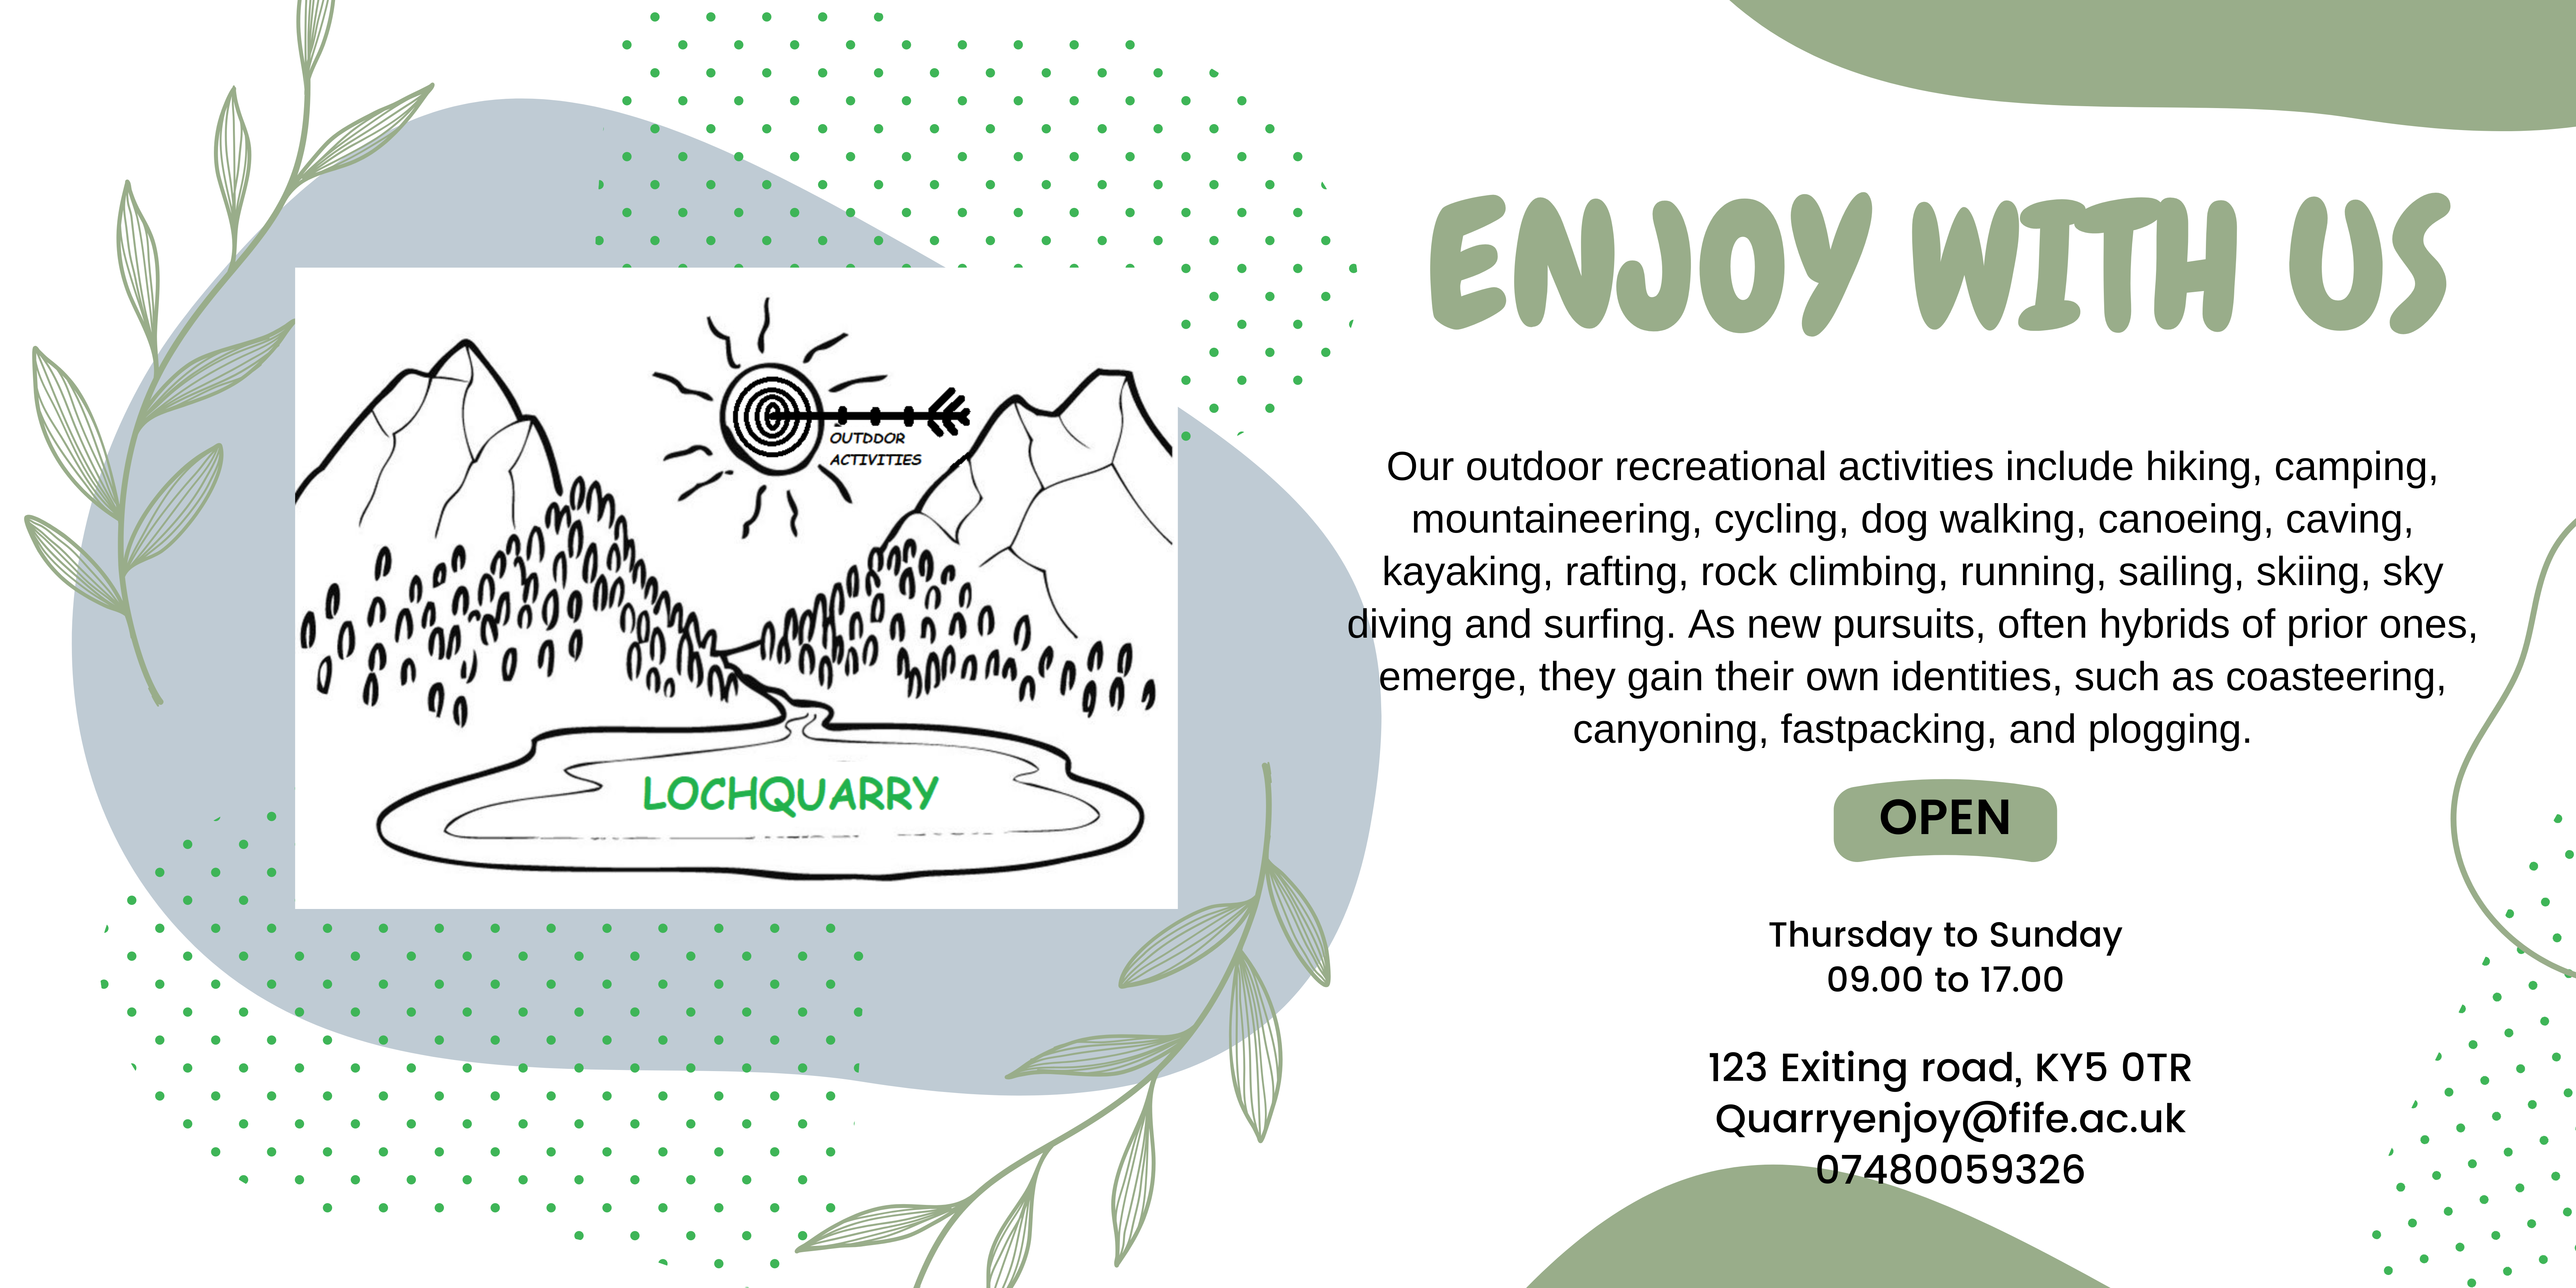 ENJOY WITH US
OUTDDOR
ACTIVITIES
LOCHQUARRY
Our outdoor recreational activities include hiking, camping,
mountaineering, cycling, dog walking, canoeing, caving,
kayaking, rafting, rock climbing, running, sailing, skiing, sky
diving and surfing. As new pursuits, often hybrids of prior ones,
emerge, they gain their own identities, such as coasteering,
canyoning, fastpacking, and plogging.
OPEN
Thursday to Sunday
09.00 to 17.00
123 Exiting road, KY5 0TR
Quarryenjoy@fife.ac.uk
07480059326